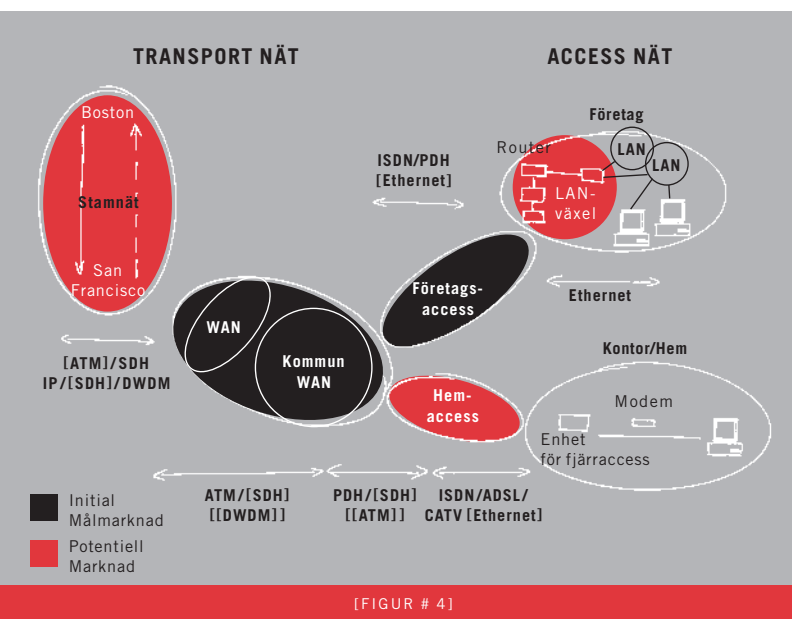 TRANSPORT NÄT
ACCESS NÄT
Boston
Stamnät
San
Francisco
[ATM]/SDH
IP/[SDH]/DWDM
WAN
Kommun
WAN
ISDN/PDH
[Ethernet]
Företags-
access
Hem-
access
Företag
Router
LAN
LAN
LAN-
växel
Ethernet
Kontor/Hem
Modem
Enhet
för fjärraccess
ATM/[SDH]
[[DWDM]]
PDH/[SDH]
[[ATM]]
ISDN/ADSL/
CATV [Ethernet]
Initial
Målmarknad
Potentiell
Marknad
[FIGUR # 4]